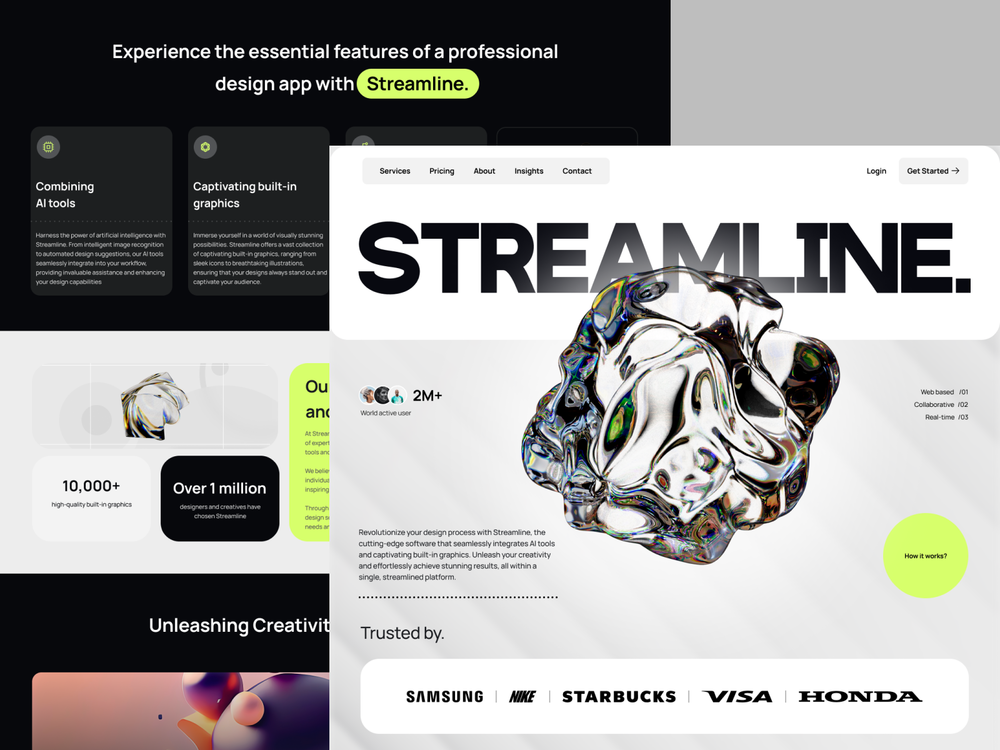 Experience the essential features of a professional
design app with Streamline.
Combining
AI tools
Harness the power of artificial intelligence with
Streamline. From intelligent image recognition
to automated design suggestions, our AI tools
seamlessly integrate into your workflow,
providing invaluable assistance and enhancing
your design capabilities
Captivating built-in
graphics
Immerse yourself in a world of visually stunning
possibilities. Streamline offers a vast collection
of captivating built-in graphics, ranging from
sleek icons to breathtaking illustrations,
ensuring that your designs always stand out and
captivate your audience.
10,000+
high-quality built-in graphics
Over 1 million
designers and creatives have
chosen Streamline
Ou
and
At Strea
of expert
tools and
We belie
individua
inspiring
Through
design se
needs an
Unleashing Creativit
Services Pricing About Insights Contact
Login
Get Started →
STREAMLINE.
2M+
World active user
Web based /01
Collaborative /02
Real-time /03
Revolutionize your design process with Streamline, the
cutting-edge software that seamlessly integrates AI tools
and captivating built-in graphics. Unleash your creativity
and effortlessly achieve stunning results, all within a
single, streamlined platform.
How it works?
Trusted by.
SAMSUNG | NIKE | STARBUCKS | VISA | HONDA